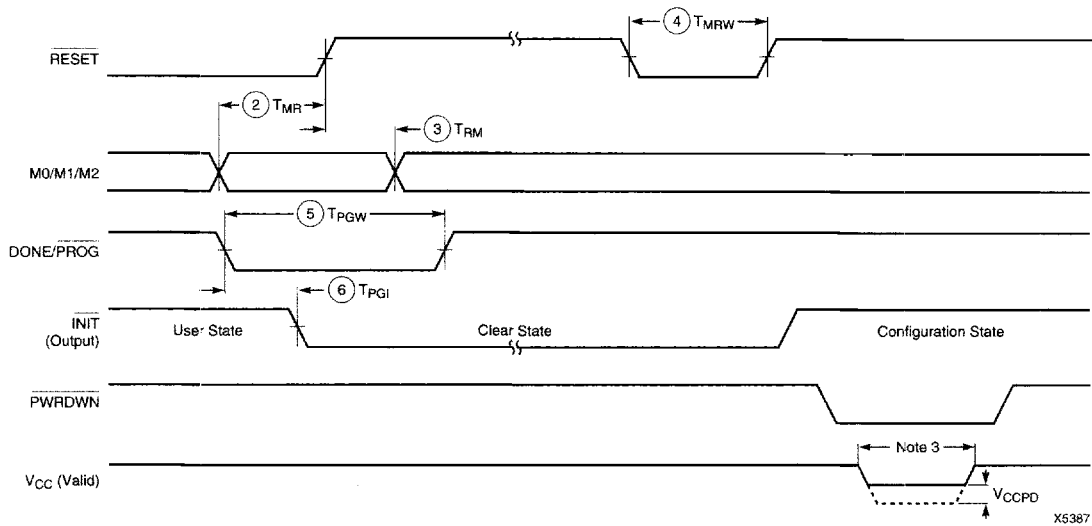 4 TMRW
RESET
2 TMR
3 TRM
M0/M1/M2
5 TPGW
DONE/PROG
6 TPGI
INIT
(Output)
User State
Clear State
Configuration State
PWRDWN
Note 3
VCC (Valid)
VCCPD
X5387